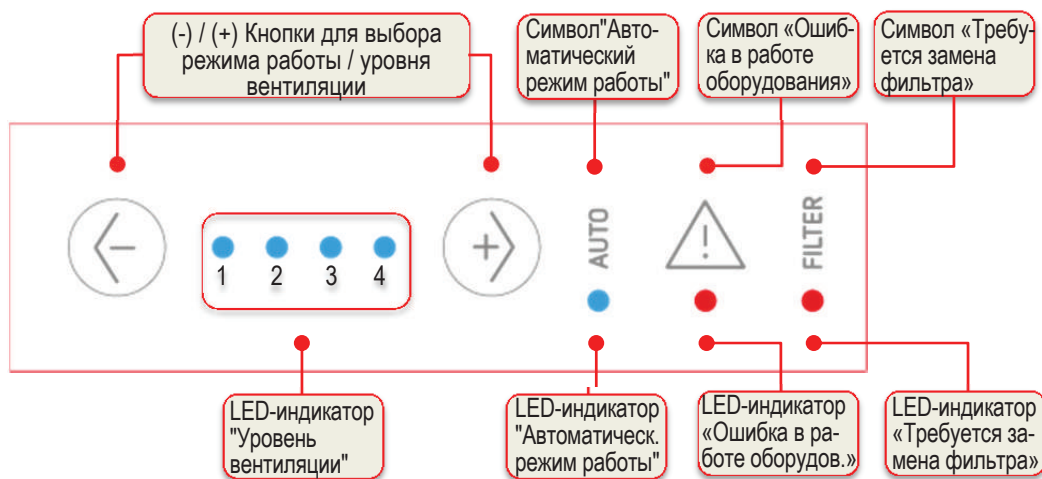 (-) / (+) Кнопки для выбора
режима работы / уровня
вентиляции
Символ"Авто-
матический
режим работы"
Символ «Ошиб-
ка в работе
оборудования»
Символ «Требу-
ется замена
фильтра»
-
1
2
3
4
+
AUTO
!
FILTER
LED-индикатор
"Уровень
вентиляции"
LED-индикатор
"Автоматическ.
режим работы"
LED-индикатор
«Ошибка в ра-
боте оборудов.»
LED-индикатор
«Требуется за-
мена фильтра»